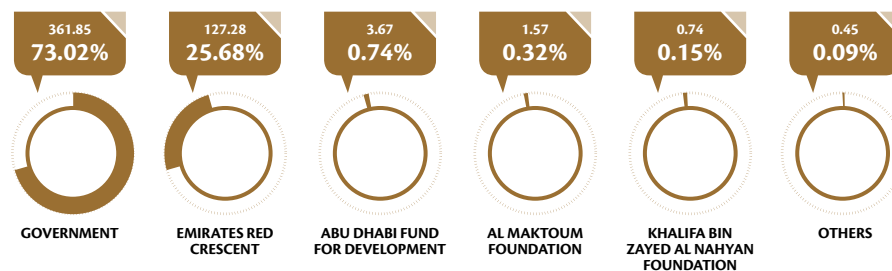 361.85
73.02%
127.28
25.68%
3.67
0.74%
1.57
0.32%
0.74
0.15%
0.45
0.09%
GOVERNMENT
EMIRATES RED
CRESCENT
ABU DHABI FUND
FOR DEVELOPMENT
AL MAKTOUM
FOUNDATION
KHALIFA BIN
ZAYED AL NAHYAN
FOUNDATION
OTHERS